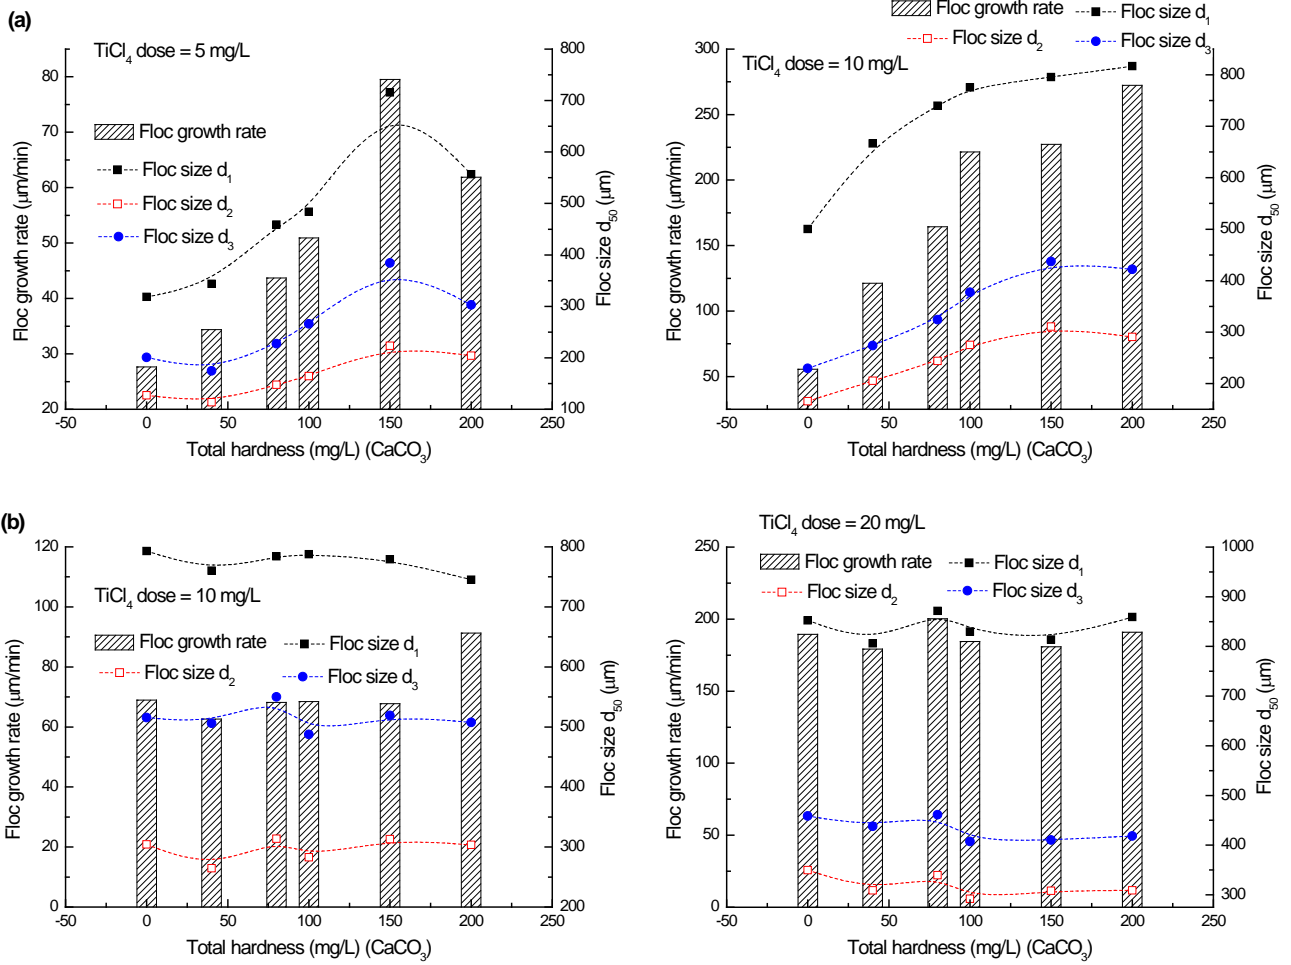 (a)
TiCl4 dose = 5 mg/L
Floc growth rate
Floc size d1
Floc size d2
Floc size d3
Floc growth rate (μm/min)
20
30
40
50
60
70
80
Floc size d50 (μm)
100
200
300
400
500
600
700
800
-50
0
50
100
150
200
250
Total hardness (mg/L) (CaCO3)
Floc growth rate
Floc size d1
Floc size d2
Floc size d3
TiCl4 dose = 10 mg/L
Floc growth rate (μm/min)
50
100
150
200
250
300
Floc size d50 (μm)
200
300
400
500
600
700
800
-50
0
50
100
150
200
250
Total hardness (mg/L) (CaCO3)
(b)
TiCl4 dose = 10 mg/L
Floc growth rate
Floc size d1
Floc size d2
Floc size d3
Floc growth rate (μm/min)
0
20
40
60
80
100
120
Floc size d50 (μm)
200
300
400
500
600
700
800
-50
0
50
100
150
200
250
Total hardness (mg/L) (CaCO3)
TiCl4 dose = 20 mg/L
Floc growth rate
Floc size d1
Floc size d2
Floc size d3
Floc growth rate (μm/min)
0
50
100
150
200
250
Floc size d50 (μm)
300
400
500
600
700
800
900
1000
-50
0
50
100
150
200
250
Total hardness (mg/L) (CaCO3)